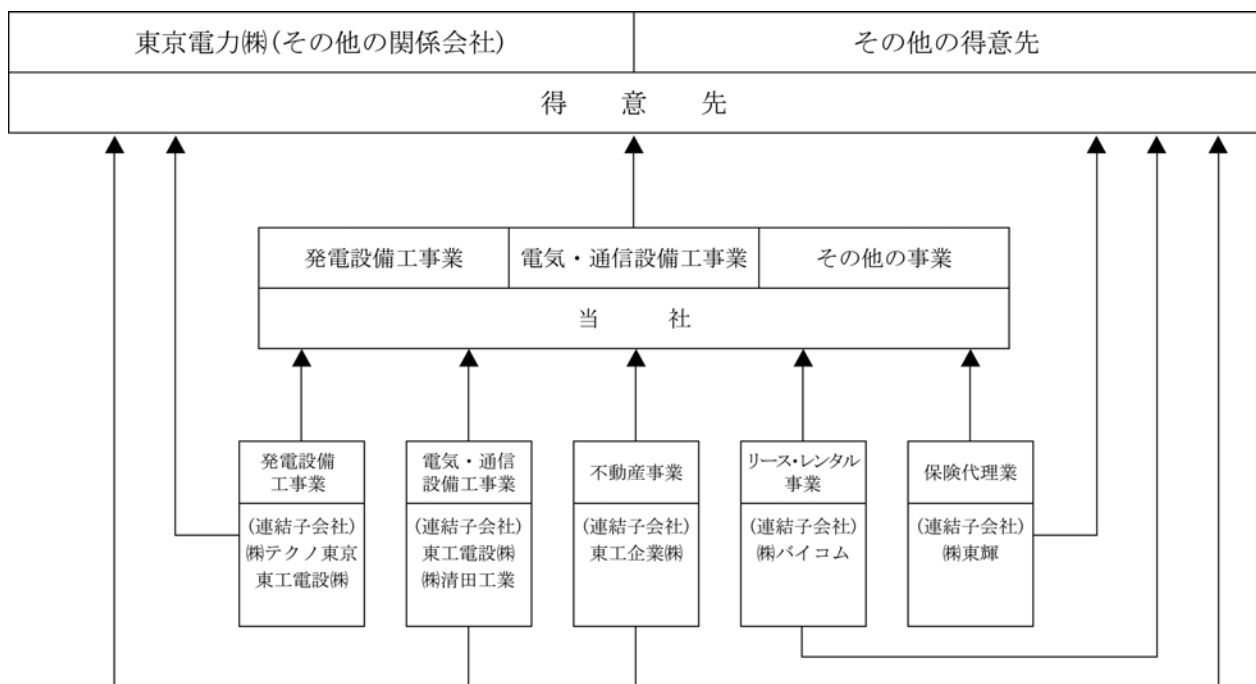 東京電力㈱(その他の関係会社)
その他の得意先
得意先
発電設備工事業
電気・通信設備工事業
その他の事業
当社
発電設備
工事業
(連結子会社)
㈱テクノ東京
東工電設㈱
電気・通信
設備工事業
(連結子会社)
東工電設㈱
㈱清田工業
不動産事業
(連結子会社)
東工企業㈱
リース・レンタル
事業
(連結子会社)
㈱バイコム
保険代理業
(連結子会社)
㈱東輝